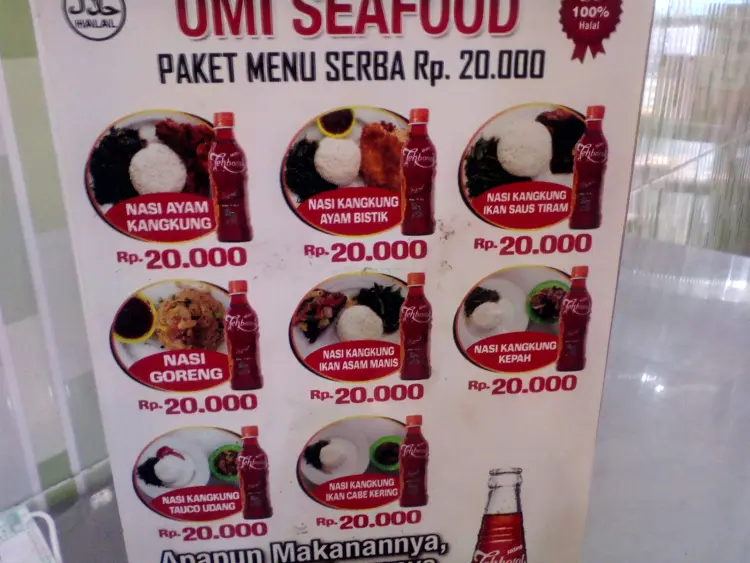 حلال
HALAL
UMI SEAFOOD
100%
Halal
PAKET MENU SERBA Rp. 20.000
NASI AYAM
KANGKUNG
Rp. 20.000
NASI KANGKUNG
AYAM BISTIK
Rp. 20.000
NASI KANGKUNG
IKAN SAUS TIRAM
Rp. 20.000
NASI
GORENG
Rp. 20.000
NASI KANGKUNG
IKAN ASAM MANIS
Rp. 20.000
NASI KANGKUNG
KEPAH
Rp. 20.000
NASI KANGKUNG
TAUCO UDANG
Rp. 20.000
NASI KANGKUNG
IKAN CABE KERING
Rp. 20.000
Apapun Makanannya,
Tehbotol